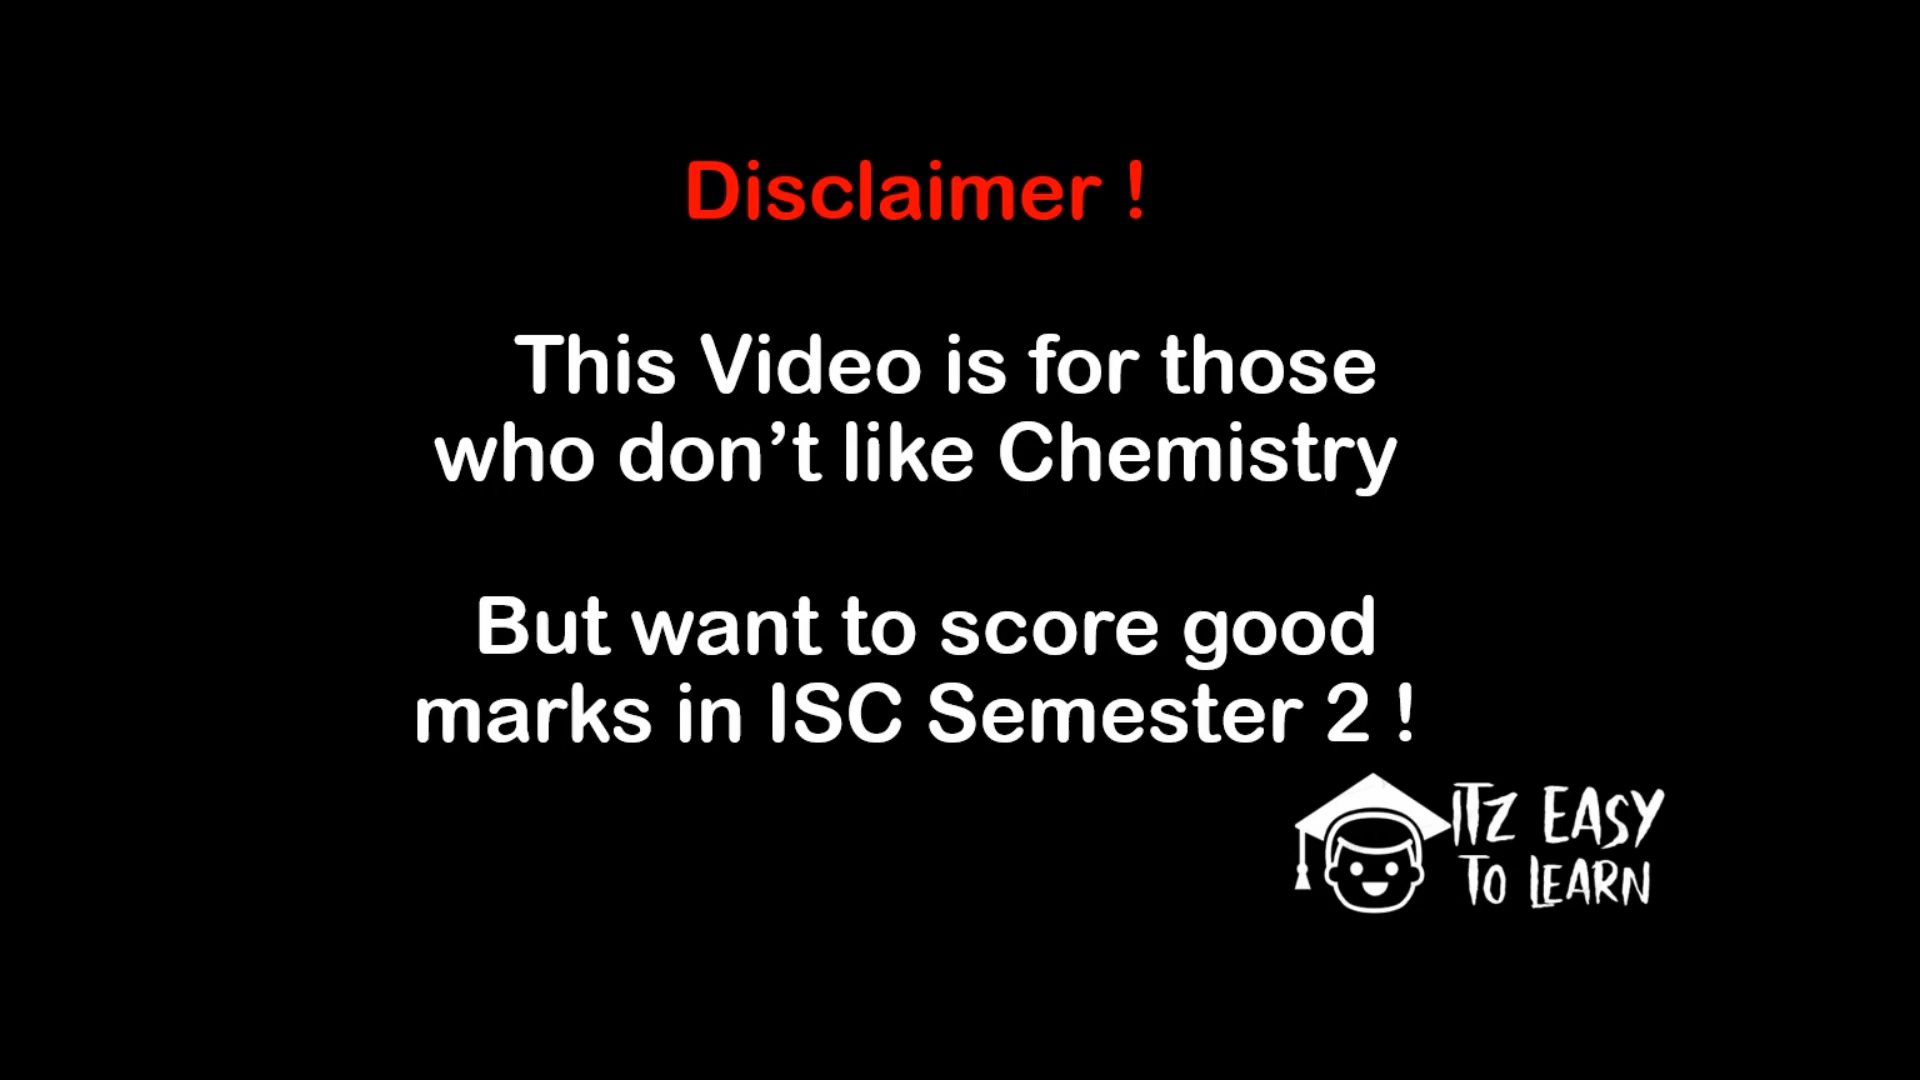 Disclaimer !
This Video is for those
who don’t like Chemistry
But want to score good
marks in ISC Semester 2 !
ITZ EASY
TO LEARN